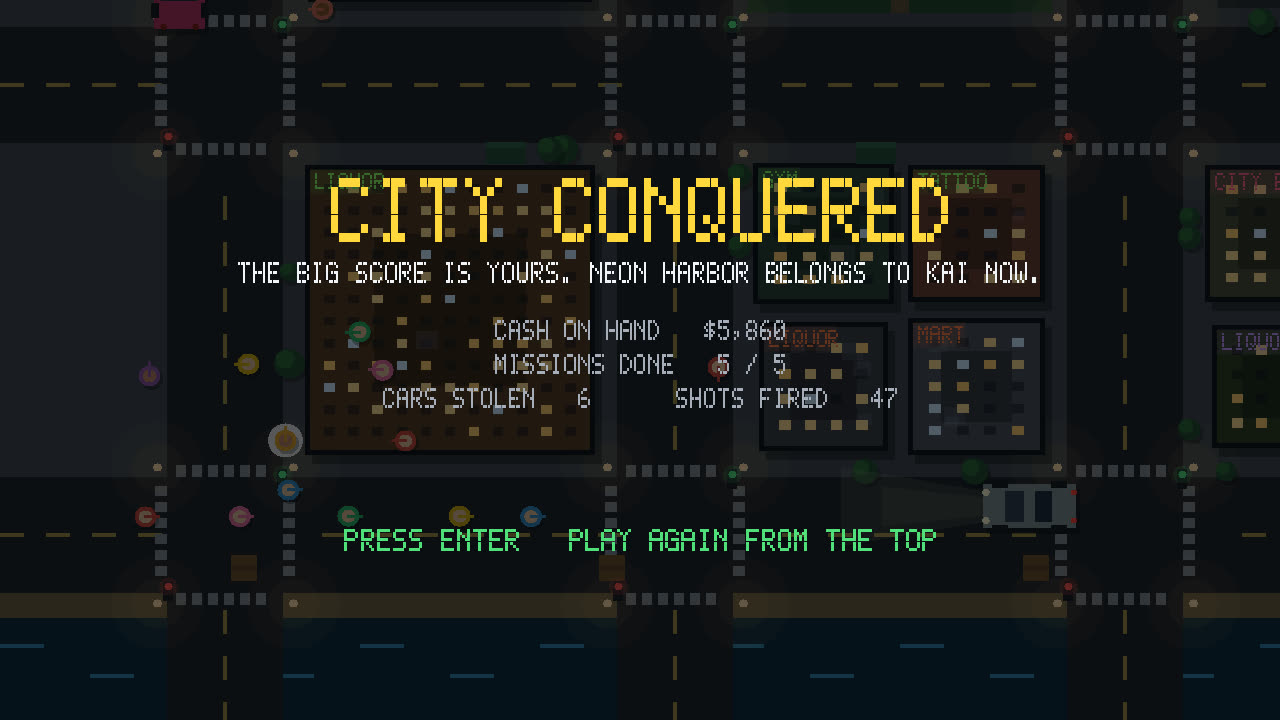 LIQUOR
GYM
TATTOO
CITY
CITY CONQUERED
THE BIG SCORE IS YOURS. NEON HARBOR BELONGS TO KAI NOW.
CASH ON HAND $5,860
LIQUOR
MART
LIQUO
MISSIONS DONE 5 / 5
CARS STOLEN 6 SHOTS FIRED 47
PRESS ENTER PLAY AGAIN FROM THE TOP